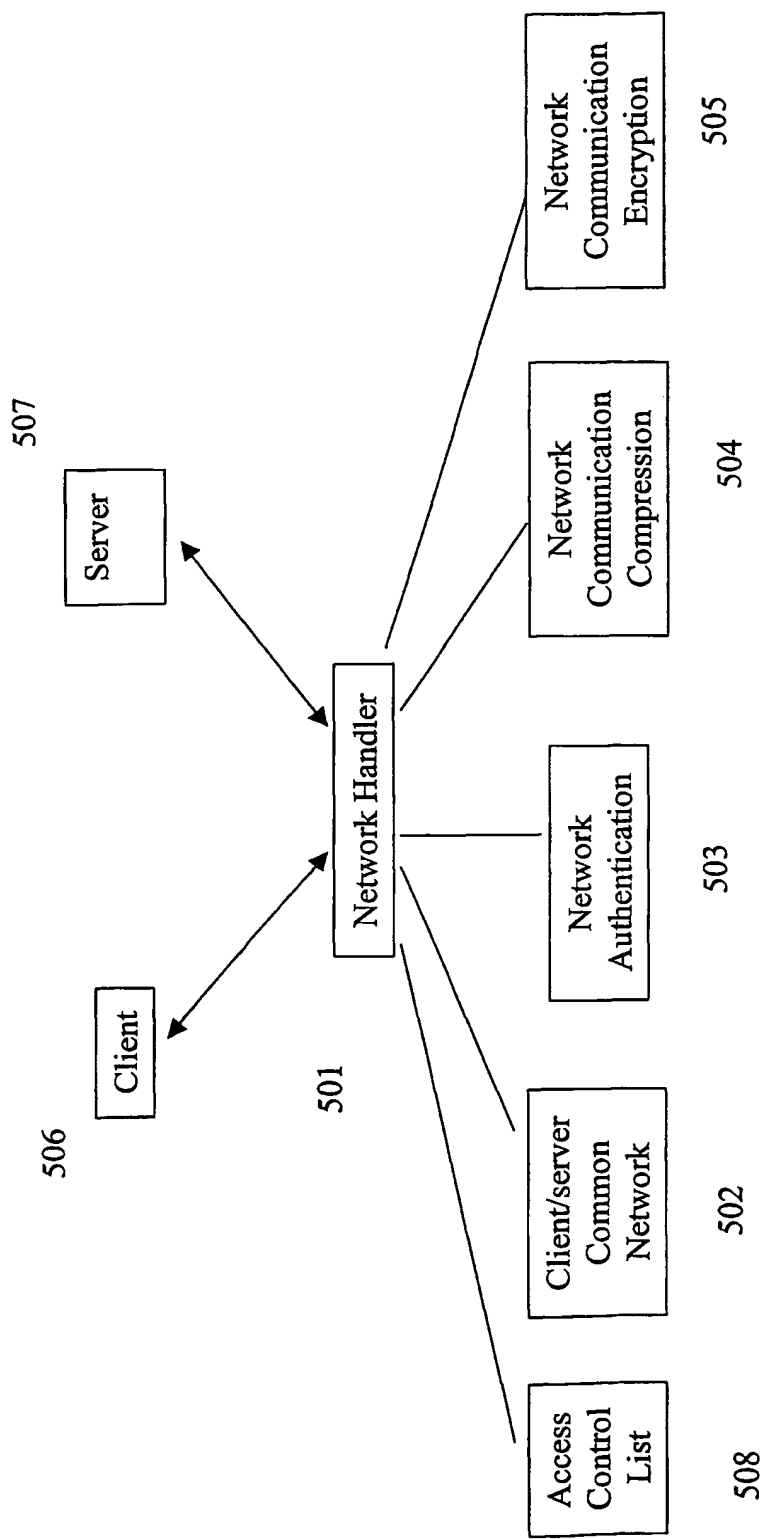 507
506
Server
Client
Network Handler
501
Access
Control
List
Client/server
Common
Network
Network
Authentication
Network
Communication
Compression
Network
Communication
Encryption
508
502
503
504
505